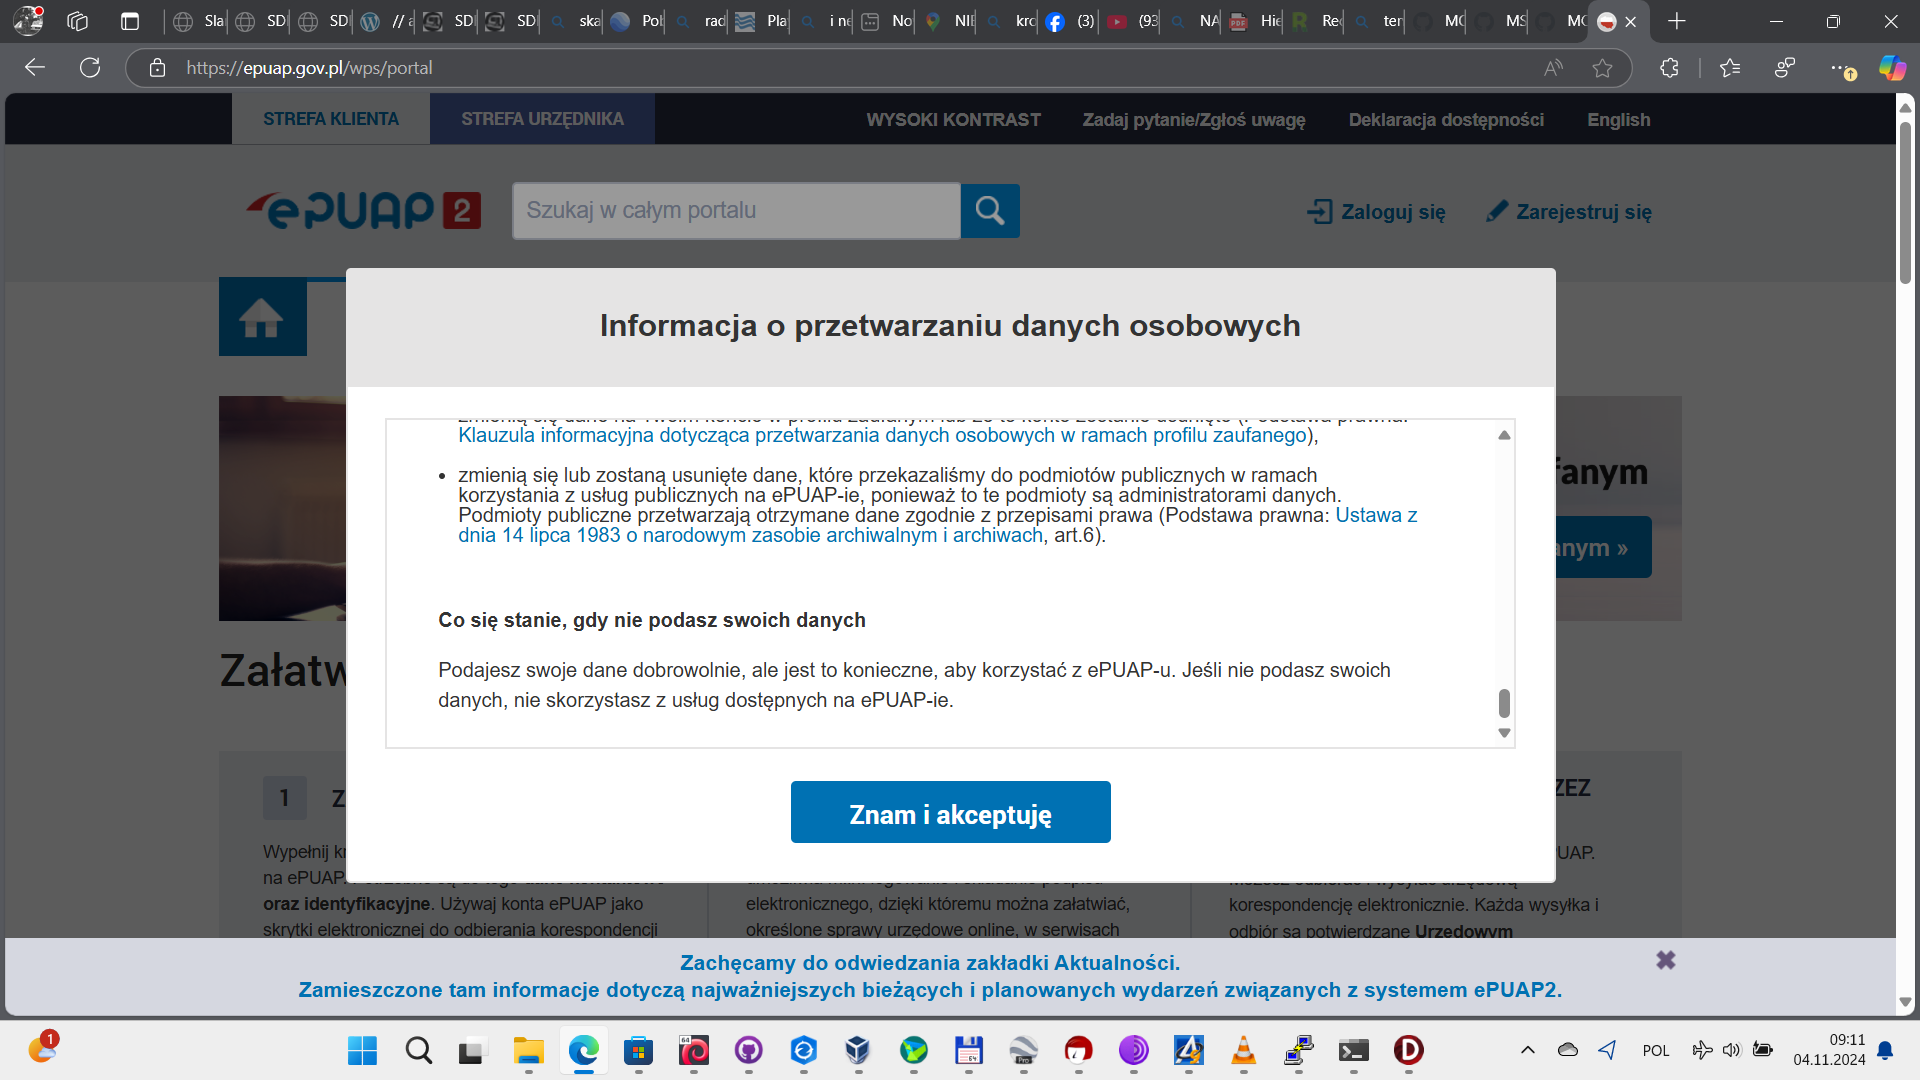 Sla
SD
SD
// a
SD
SD
ska
Pol
rad
Pla
i ne
No
NIE
kro
(3)
(93
NA
Hie
Rec
ter
MC
MS
MC
https://epuap.gov.pl/wps/portal
STREFA KLIENTA
STREFA URZĘDNIKA
WYSOKI KONTRAST
Zadaj pytanie/Zgłoś uwagę
Deklaracja dostępności
English
ePUAP 2
Szukaj w całym portalu
Zaloguj się
Zarejestruj się
Informacja o przetwarzaniu danych osobowych
Klauzula informacyjna dotycząca przetwarzania danych osobowych w ramach profilu zaufanego),
• zmienią się lub zostaną usunięte dane, które przekazaliśmy do podmiotów publicznych w ramach
korzystania z usług publicznych na ePUAP-ie, ponieważ to te podmioty są administratorami danych.
Podmioty publiczne przetwarzają otrzymane dane zgodnie z przepisami prawa (Podstawa prawna: Ustawa z
dnia 14 lipca 1983 o narodowym zasobie archiwalnym i archiwach, art.6).
Co się stanie, gdy nie podasz swoich danych
Podajesz swoje dane dobrowolnie, ale jest to konieczne, aby korzystać z ePUAP-u. Jeśli nie podasz swoich
danych, nie skorzystasz z usług dostępnych na ePUAP-ie.
Znam i akceptuję
fanym
anym »
Załatw
1
Z
ZEZ
Wypełnij k
UAP.
na ePUAP.
oraz identyfikacyjne. Używaj konta ePUAP jako
skrytki elektronicznej do odbierania korespondencji
elektronicznego, dzięki któremu można załatwiać,
określone sprawy urzędowe online, w serwisach
korespondencję elektronicznie. Każda wysyłka i
odbiór są potwierdzane Urzędowym
Zachęcamy do odwiedzania zakładki Aktualności.
Zamieszczone tam informacje dotyczą najważniejszych bieżących i planowanych wydarzeń związanych z systemem ePUAP2.
1
64
64
Pro
POL
09:11
04.11.2024